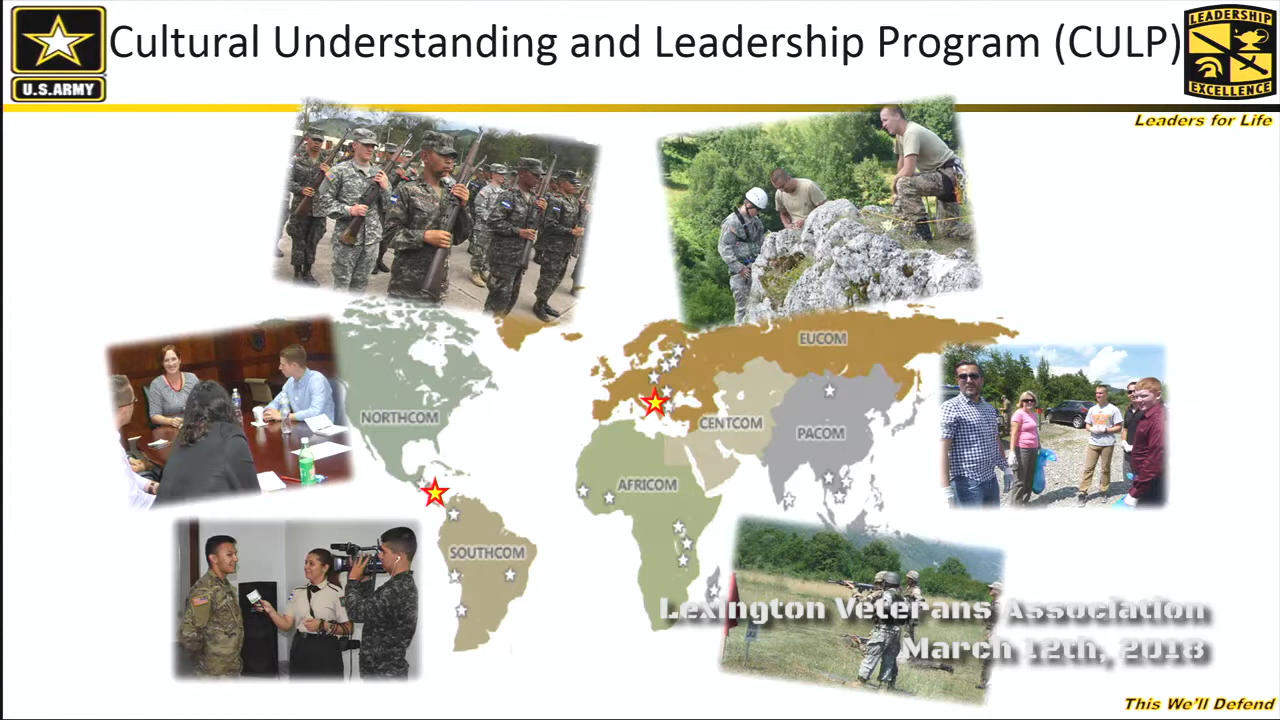 Cultural Understanding and Leadership Program (CULP)
U.S.ARMY
LEADERSHIP
EXCELLENCE
Leaders for Life
NORTHCOM
EUCOM
CENTCOM
PACOM
AFRICOM
SOUTHCOM
Lexington Veterans Association
March 12th, 2018
This We'll Defend